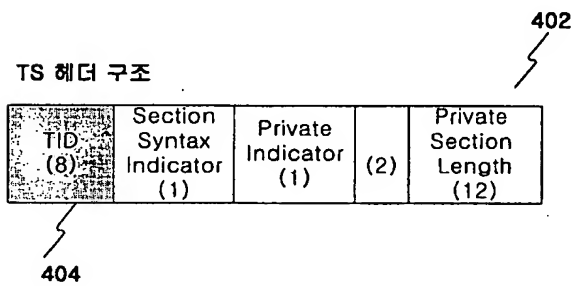 402
TS 헤더 구조
TID
(8)
Section
Syntax
Indicator
(1)
Private
Indicator
(1)
(2)
Private
Section
Length
(12)
404